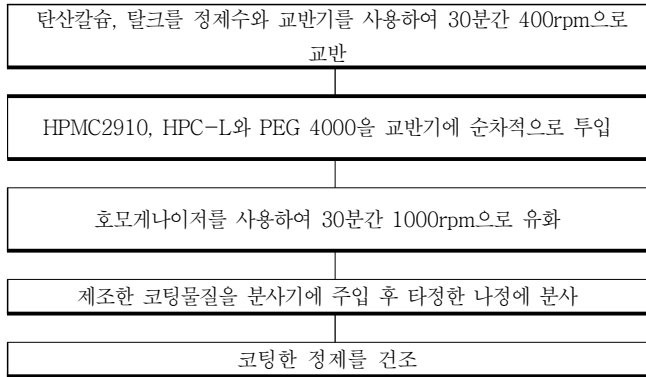 탄산칼슘, 탈크를 정제수와 교반기를 사용하여 30분간 400rpm으로
교반
HPMC2910, HPC-L와 PEG 4000을 교반기에 순차적으로 투입
호모게나이저를 사용하여 30분간 1000rpm으로 유화
제조한 코팅물질을 분사기에 주입 후 타정한 나정에 분사
코팅한 정제를 건조